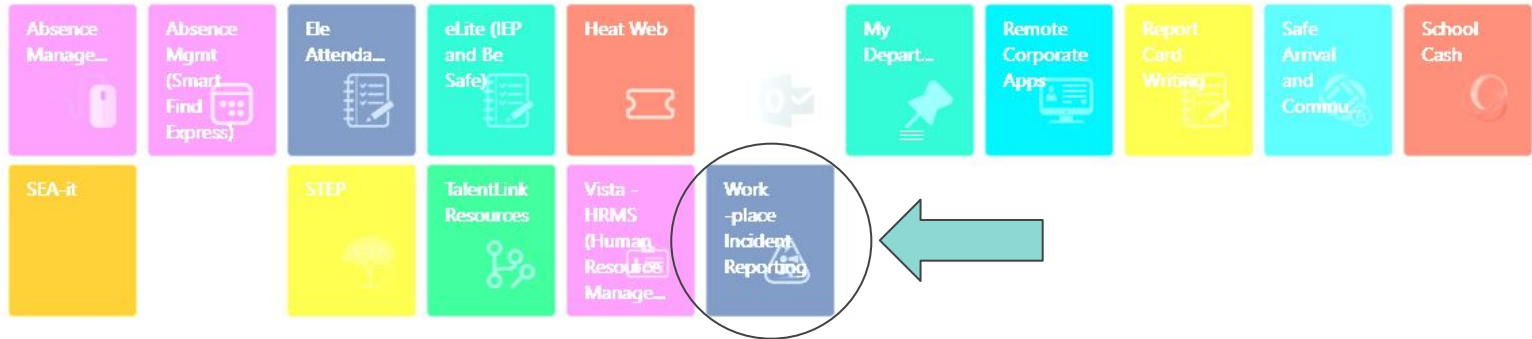 Absence
Manage...
Absence
Mgmt
(Smart
Find
Express)
Ele
Attenda...
eLite (IEP
and Be
Safe)
Heat Web
My
Depart...
Remote
Corporate
Apps
Report
Card
Writing
Safe
Arrival
and
Commu...
School
Cash
SEA-it
STEP
TalentLink
Resources
Vista -
HRMS
(Human
Resource
Manage...
Work
-place
Incident
Reporting